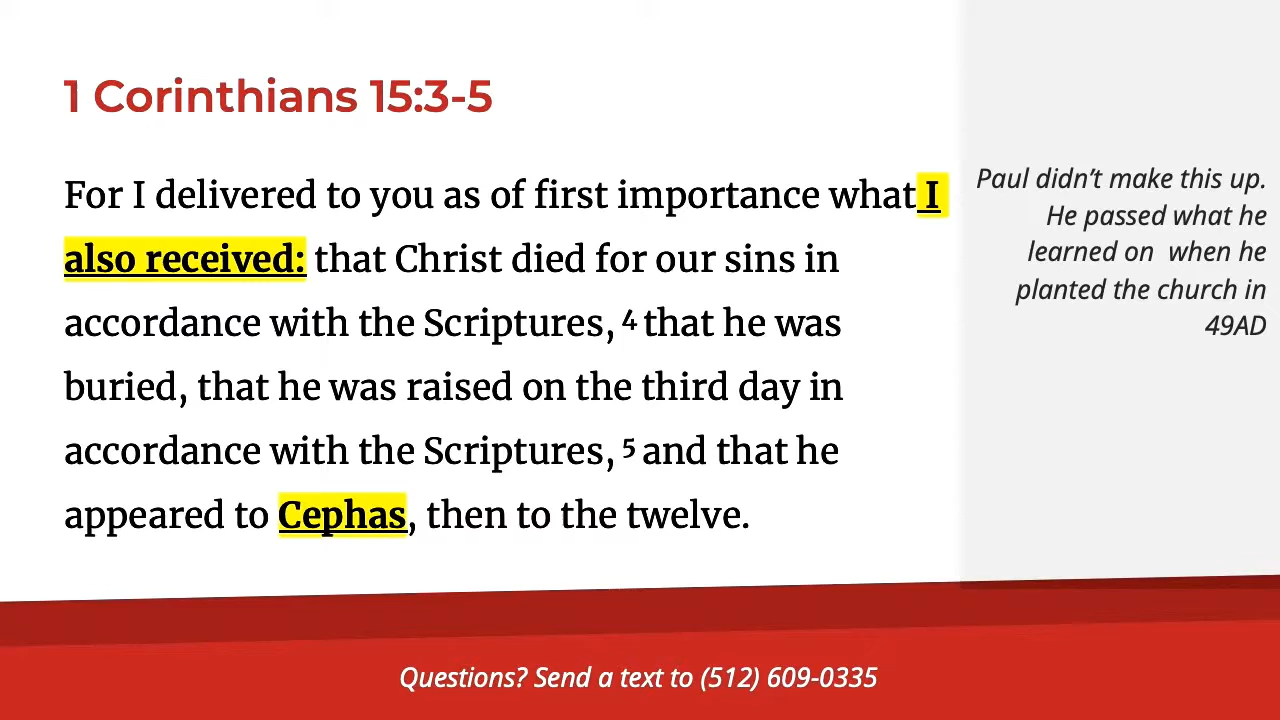 1 Corinthians 15:3-5
For I delivered to you as of first importance what I
also received: that Christ died for our sins in
accordance with the Scriptures, 4 that he was
buried, that he was raised on the third day in
accordance with the Scriptures, 5 and that he
appeared to Cephas, then to the twelve.
Paul didn’t make this up.
He passed what he
learned on when he
planted the church in
49AD
Questions? Send a text to (512) 609-0335